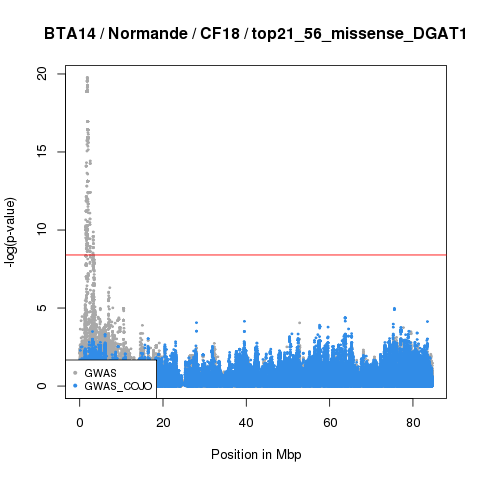 BTA14 / Normande / CF18 / top21_56_missense_DGAT1
-log(p-value)
20
15
10
5
0
GWAS
GWAS_COJO
0 20 40 60 80
Position in Mbp